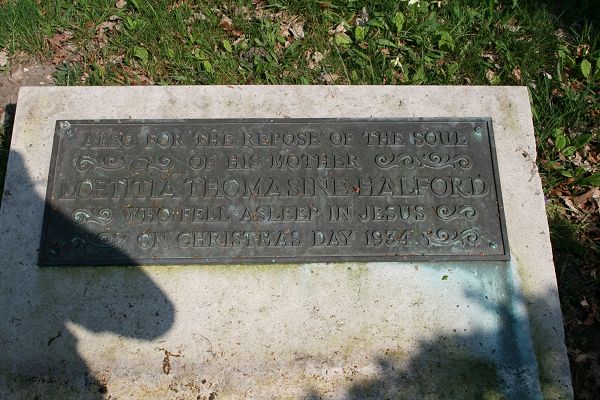 ALSO FOR THE REPOSE OF THE SOUL
OF HIS MOTHER
LOETITIA THOMASINE HALFORD
WHO FELL ASLEEP IN JESUS
ON CHRISTMAS DAY 1934.